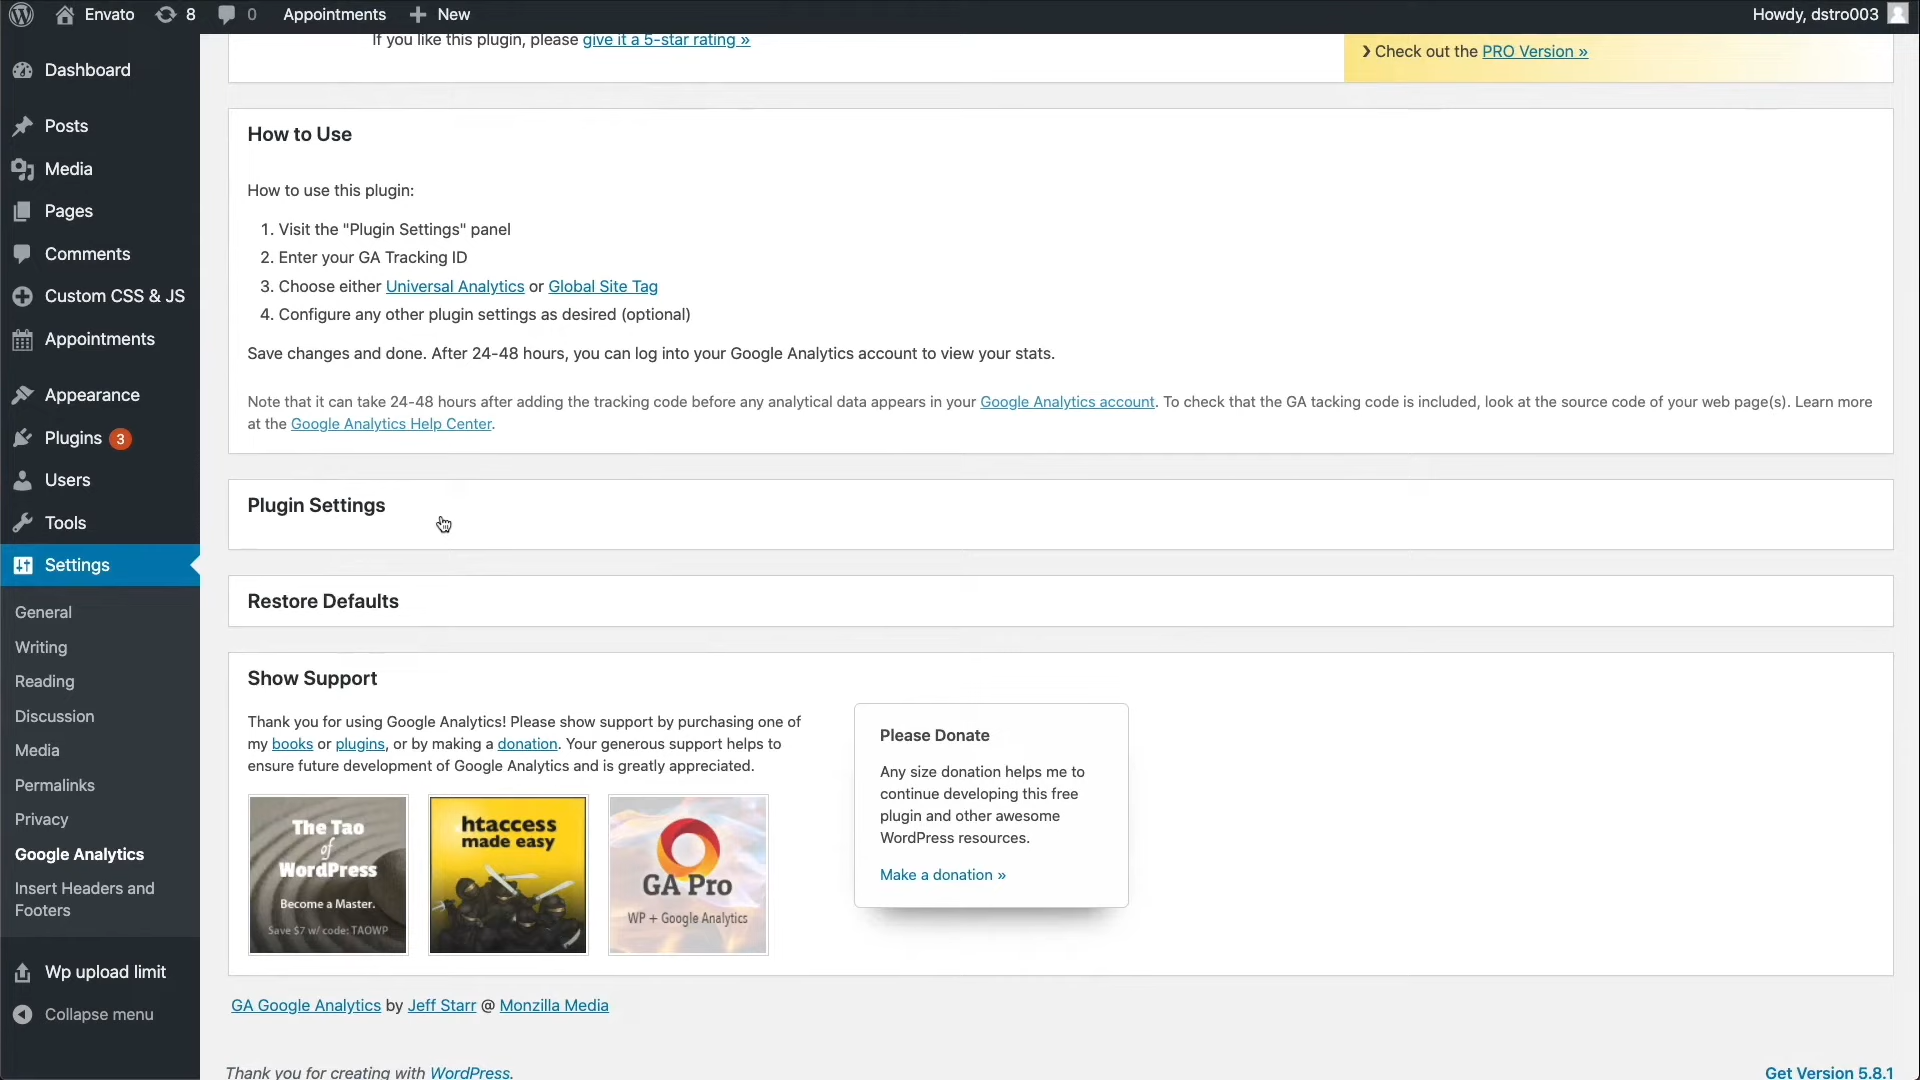 Envato 8 0 Appointments New Howdy, dstro003
If you like this plugin, please give it a 5-star rating »
Check out the PRO Version »
Dashboard
Posts
Media
Pages
Comments
Custom CSS & JS
Appointments
Appearance
Plugins 3
Users
Tools
Settings
General
Writing
Reading
Discussion
Media
Permalinks
Privacy
Google Analytics
Insert Headers and
Footers
Wp upload limit
Collapse menu
How to Use
How to use this plugin:
1. Visit the "Plugin Settings" panel
2. Enter your GA Tracking ID
3. Choose either Universal Analytics or Global Site Tag
4. Configure any other plugin settings as desired (optional)
Save changes and done. After 24-48 hours, you can log into your Google Analytics account to view your stats.
Note that it can take 24-48 hours after adding the tracking code before any analytical data appears in your Google Analytics account. To check that the GA tacking code is included, look at the source code of your web page(s). Learn more
at the Google Analytics Help Center.
Plugin Settings
Restore Defaults
Show Support
Thank you for using Google Analytics! Please show support by purchasing one of
my books or plugins, or by making a donation. Your generous support helps to
ensure future development of Google Analytics and is greatly appreciated.
The Tao
of
WordPress
Become a Master.
Save $7 w/ code: TAOWP
htaccess
made easy
GA Pro
WP + Google Analytics
Please Donate
Any size donation helps me to
continue developing this free
plugin and other awesome
WordPress resources.
Make a donation »
GA Google Analytics by Jeff Starr @ Monzilla Media
Thank you for creating with WordPress.
Get Version 5.8.1